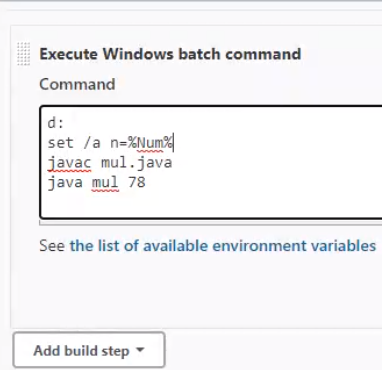 Execute Windows batch command
Command
d:
set /a n=%Num%
javac mul.java
java mul 78
See the list of available environment variables
Add build step